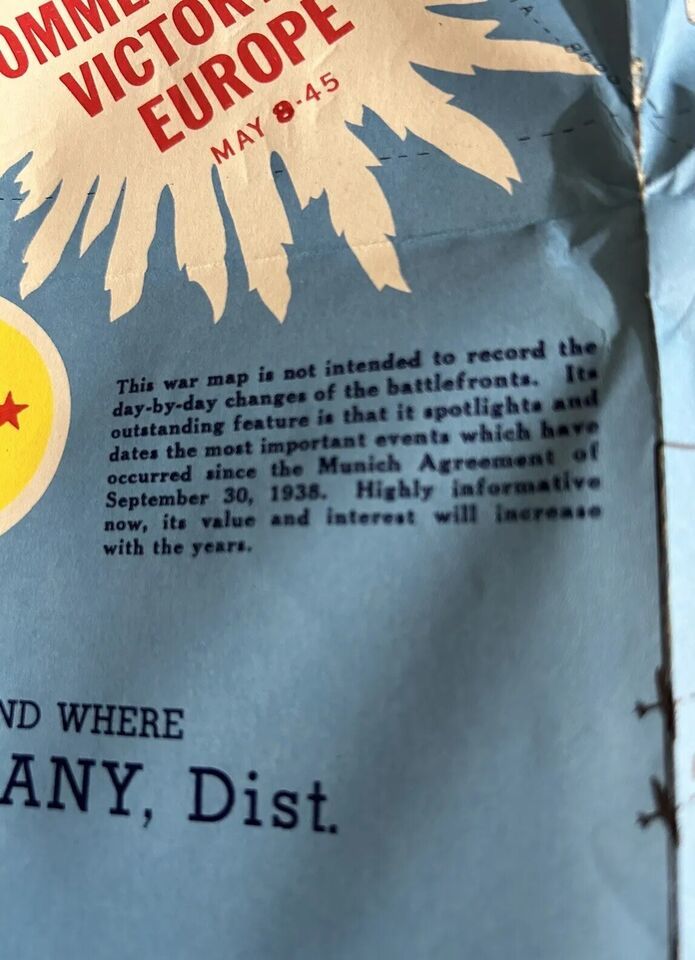 OMME
VICTOR
EUROPE
MAY 8-45
This war map is not intended to record the
day-by-day changes of the battlefronts. Its
outstanding feature is that it spotlights and
dates the most important events which have
occurred since the Munich Agreement of
September 30, 1938. Highly informative
now, its value and interest will increase
with the years.
ND WHERE
ANY, Dist.